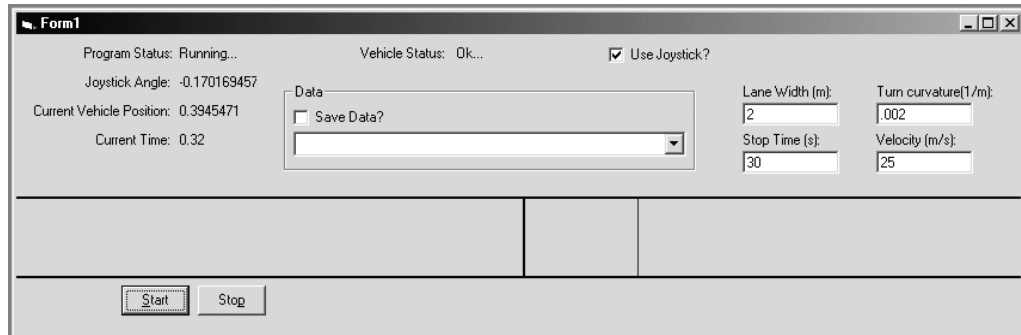 Form1
Program Status: Running...
Vehicle Status: Ok...
Use Joystick?
Joystick Angle: -0.170169457
Current Vehicle Position: 0.3945471
Current Time: 0.32
Data
Save Data?
Lane Width (m):
2
Turn curvature(1/m):
.002
Stop Time (s):
30
Velocity (m/s):
25
Start
Stop